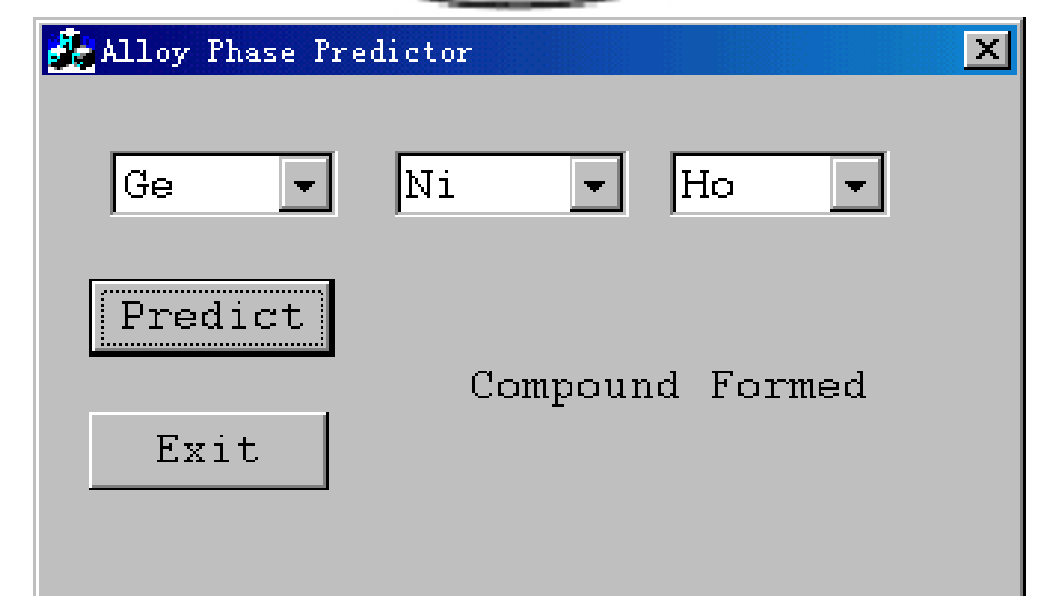 Alloy Phase Predictor
Ge Ni Ho
Predict
Compound Formed
Exit